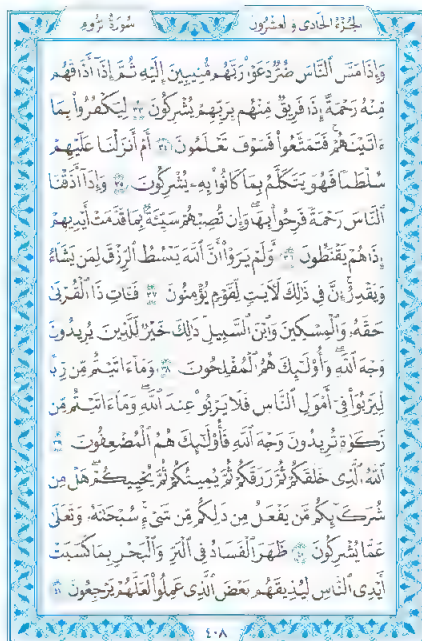 الجزء الحادي والعشرون
سورة الروم
وَإِذَا مَسَّ ٱلنَّاسَ ضُرٌّ دَعَوْا۟ رَبَّهُم مُّنِيبِينَ إِلَيْهِ ثُمَّ إِذَآ أَذَاقَهُم
مِّنْهُ رَحْمَةً إِذَا فَرِيقٌ مِّنْهُم بِرَبِّهِمْ يُشْرِكُونَ ٣٣ لِيَكْفُرُوا۟ بِمَآ
ءَاتَيْنَٰهُمْ ۚ فَتَمَتَّعُوا۟ فَسَوْفَ تَعْلَمُونَ ٣٤ أَمْ أَنزَلْنَا عَلَيْهِمْ
سُلْطَٰنًا فَهُوَ يَتَكَلَّمُ بِمَا كَانُوا۟ بِهِۦ يُشْرِكُونَ ٣٥ وَإِذَآ أَذَقْنَا
ٱلنَّاسَ رَحْمَةً فَرِحُوا۟ بِهَا ۖ وَإِن تُصِبْهُمْ سَيِّئَةٌۢ بِمَا قَدَّمَتْ أَيْدِيهِمْ
إِذَا هُمْ يَقْنَطُونَ ٣٦ أَوَلَمْ يَرَوْا۟ أَنَّ ٱللَّهَ يَبْسُطُ ٱلرِّزْقَ لِمَن يَشَآءُ
وَيَقْدِرُ ۚ إِنَّ فِى ذَٰلِكَ لَءَايَٰتٍ لِّقَوْمٍ يُؤْمِنُونَ ٣٧ فَـَٔاتِ ذَا ٱلْقُرْبَىٰ
حَقَّهُۥ وَٱلْمِسْكِينَ وَٱبْنَ ٱلسَّبِيلِ ۚ ذَٰلِكَ خَيْرٌ لِّلَّذِينَ يُرِيدُونَ
وَجْهَ ٱللَّهِ ۖ وَأُو۟لَٰٓئِكَ هُمُ ٱلْمُفْلِحُونَ ٣٨ وَمَآ ءَاتَيْتُم مِّن رِّبًا
لِّيَرْبُوَا۟ فِىٓ أَمْوَٰلِ ٱلنَّاسِ فَلَا يَرْبُوا۟ عِندَ ٱللَّهِ ۖ وَمَآ ءَاتَيْتُم مِّن
زَكَوٰةٍ تُرِيدُونَ وَجْهَ ٱللَّهِ فَأُو۟لَٰٓئِكَ هُمُ ٱلْمُضْعِفُونَ ٣٩
ٱللَّهُ ٱلَّذِى خَلَقَكُمْ ثُمَّ رَزَقَكُمْ ثُمَّ يُمِيتُكُمْ ثُمَّ يُحْيِيكُمْ ۖ هَلْ مِن
شُرَكَآئِكُم مَّن يَفْعَلُ مِن ذَٰلِكُم مِّن شَىْءٍ ۚ سُبْحَٰنَهُۥ وَتَعَٰلَىٰ
عَمَّا يُشْرِكُونَ ٤٠ ظَهَرَ ٱلْفَسَادُ فِى ٱلْبَرِّ وَٱلْبَحْرِ بِمَا كَسَبَتْ
أَيْدِى ٱلنَّاسِ لِيُذِيقَهُم بَعْضَ ٱلَّذِى عَمِلُوا۟ لَعَلَّهُمْ يَرْجِعُونَ ٤١
٤٠٨